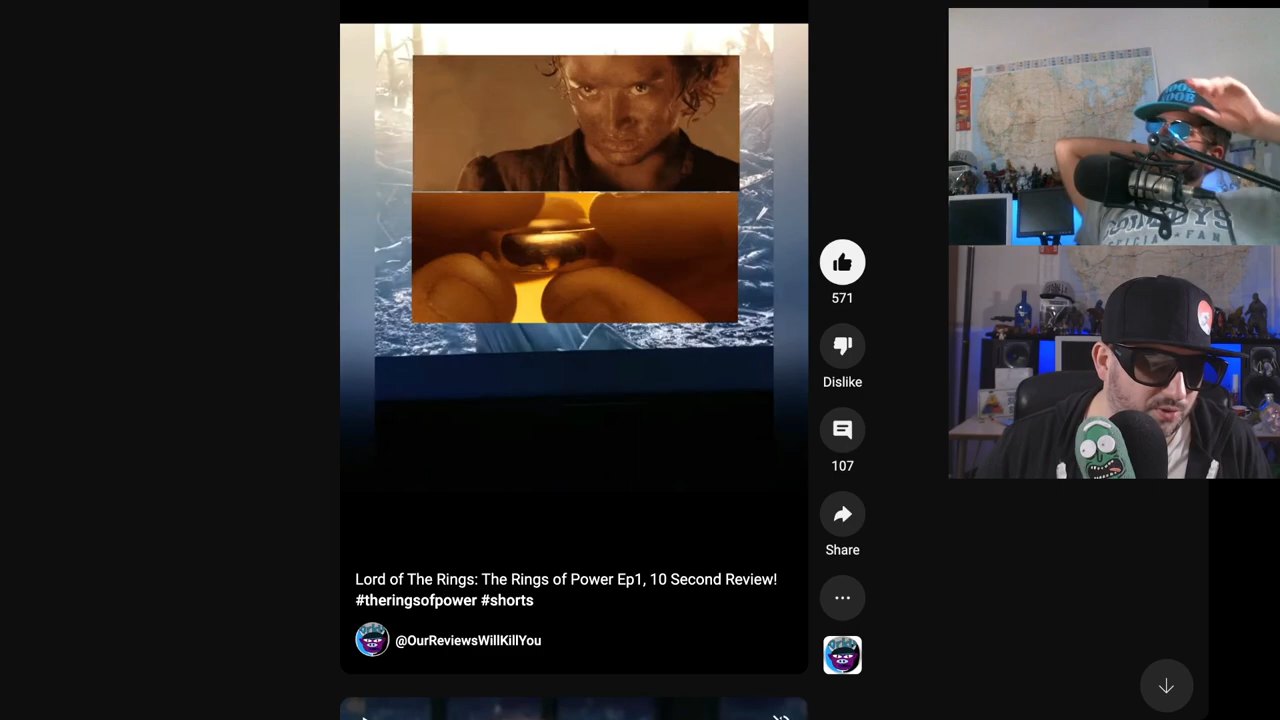 571
Dislike
107
Share
Lord of The Rings: The Rings of Power Ep1, 10 Second Review!
#theringsofpower #shorts
@OurReviewsWillKillYou